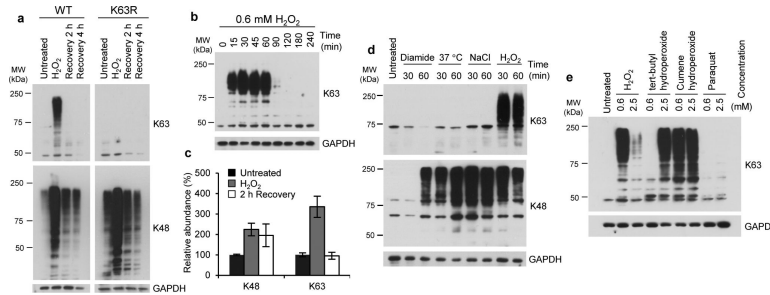 a
WT
K63R
MW
(kDa)
Untreated
H₂O₂
Recovery 2 h
Recovery 4 h
Untreated
H₂O₂
Recovery 2 h
Recovery 4 h
250
75
50
K63
250
75
50
K48
GAPDH
b
0.6 mM H₂O₂
MW
(kDa)
0
15
30
45
60
90
120
180
240
Time
(min)
250
75
50
K63
GAPDH
c
Untreated
H₂O₂
2 h Recovery
Relative abundance (%)
400
300
200
100
0
K48
K63
d
MW
(kDa)
Untreated
Diamide
37 °C
NaCl
H₂O₂
Time
(min)
30 60 30 60 30 60 30 60
250
75
50
K63
250
75
50
K48
GAPDH
e
MW
(kDa)
Untreated
H₂O₂
tert-butyl
hydroperoxide
Cumene
hydroperoxide
Paraquat
Concentration
(mM)
0.6
2.5
0.6
2.5
0.6
2.5
0.6
2.5
250
75
50
K63
GAPDH